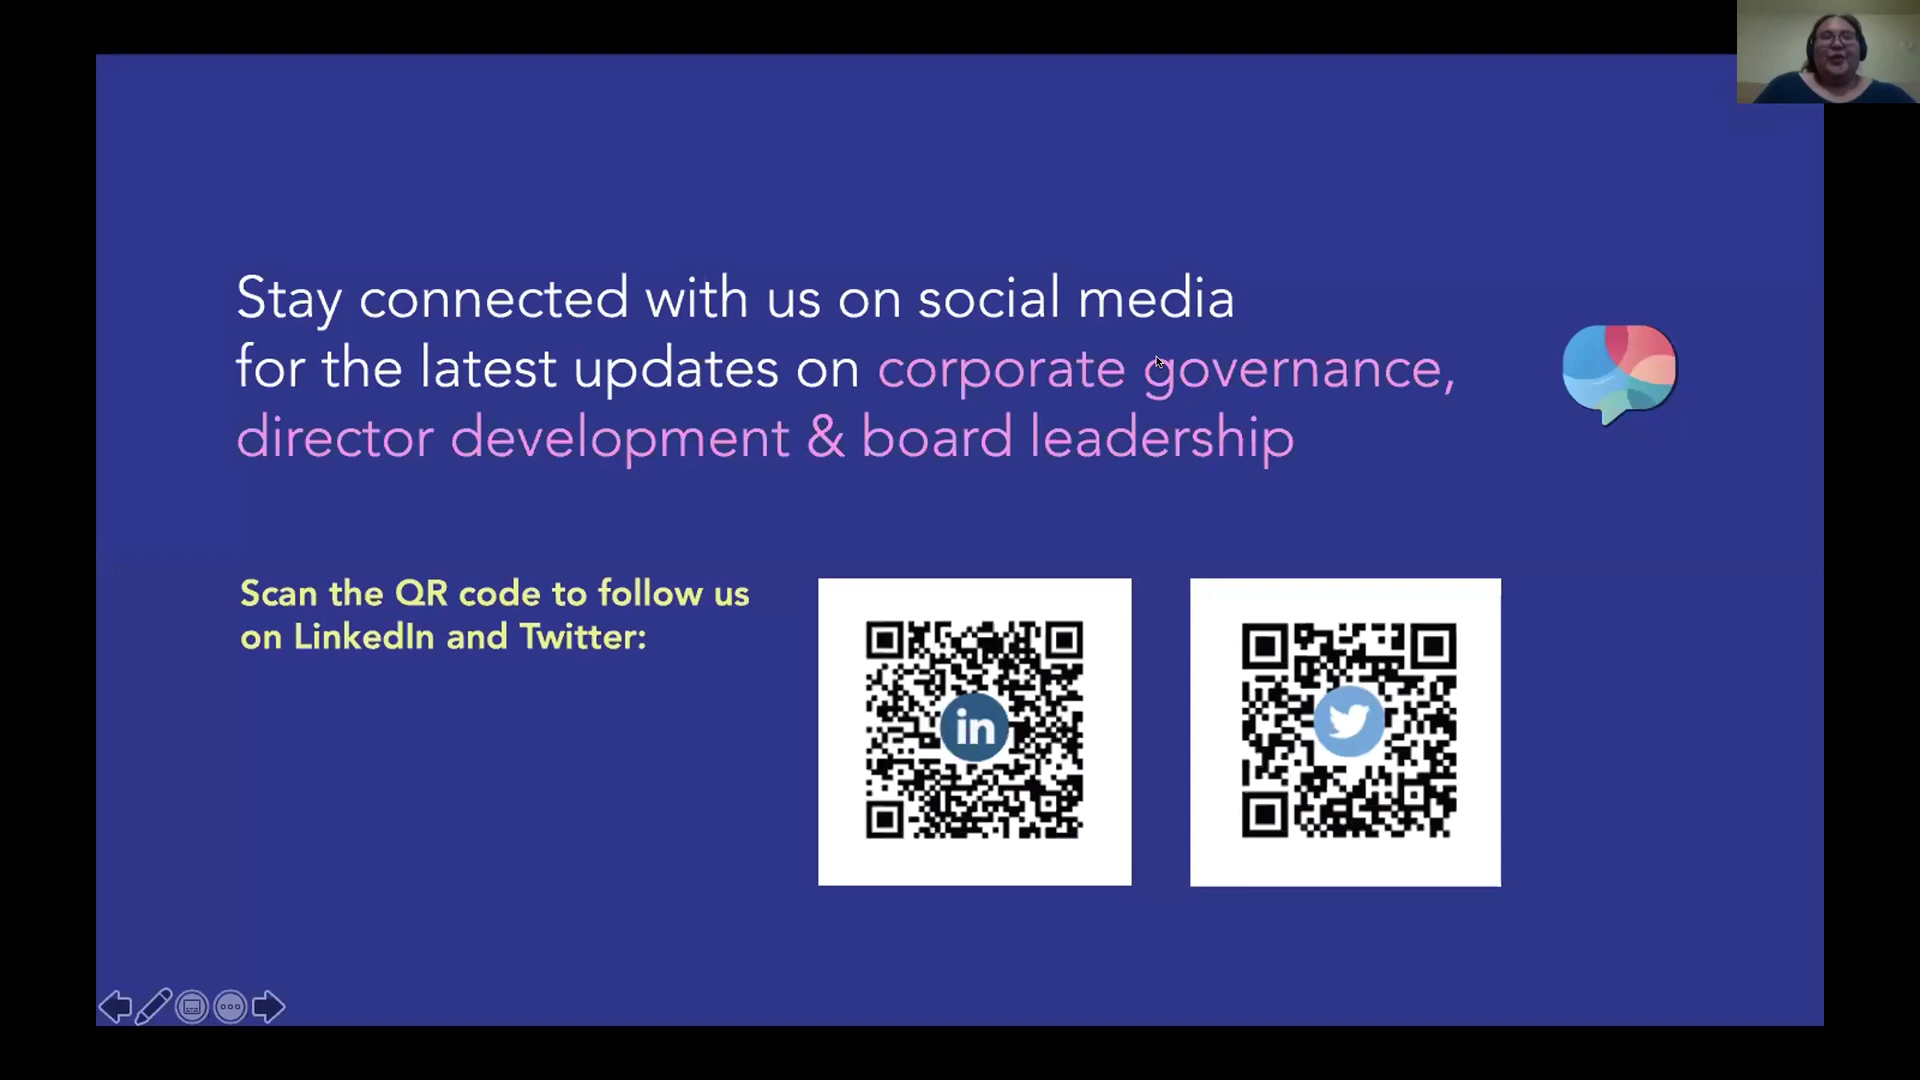 Stay connected with us on social media
for the latest updates on corporate governance,
director development & board leadership
Scan the QR code to follow us
on LinkedIn and Twitter:
in